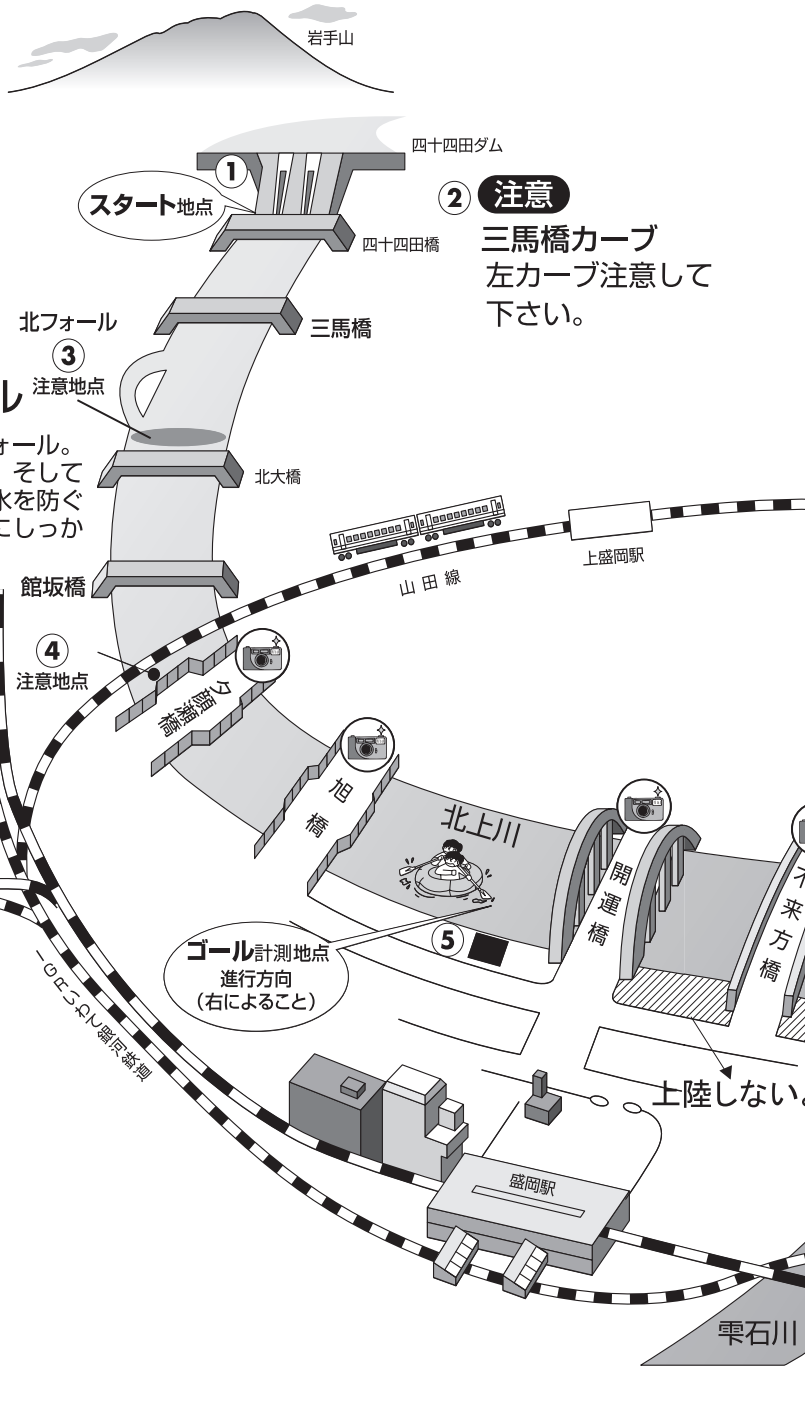 岩手山
四十四田ダム
①
スタート地点
② 注意
三馬橋カーブ
左カーブ注意して
下さい。
四十四田橋
三馬橋
北フォール
③
注意地点
ル
ォール。
そして
水を防ぐ
にしっか
北大橋
館坂橋
山田線
上盛岡駅
④
注意地点
夕顔瀬橋
旭橋
北上川
開運橋
不来方橋
ゴール計測地点
進行方向
(右によること)
⑤
IGRいわて銀河鉄道
上陸しない
盛岡駅
雫石川